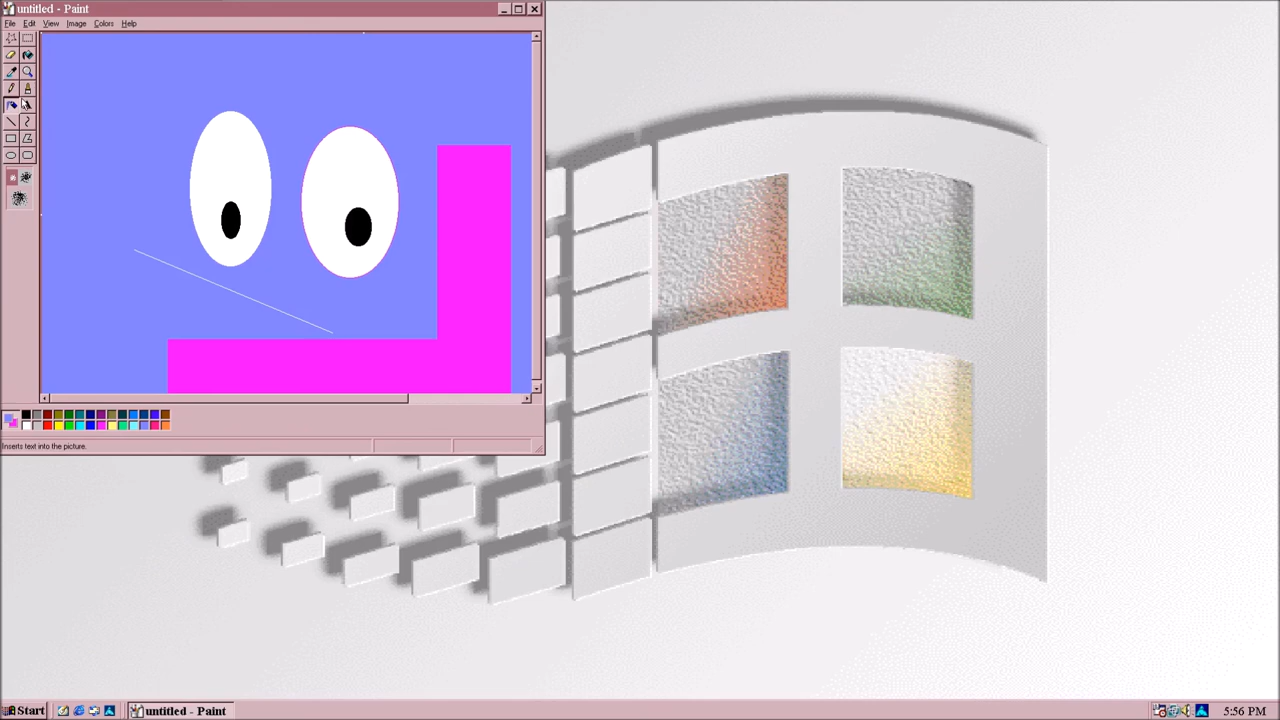 untitled - Paint
File Edit View Image Colors Help
Inserts text into the picture.
Start
untitled - Paint
5:56 PM